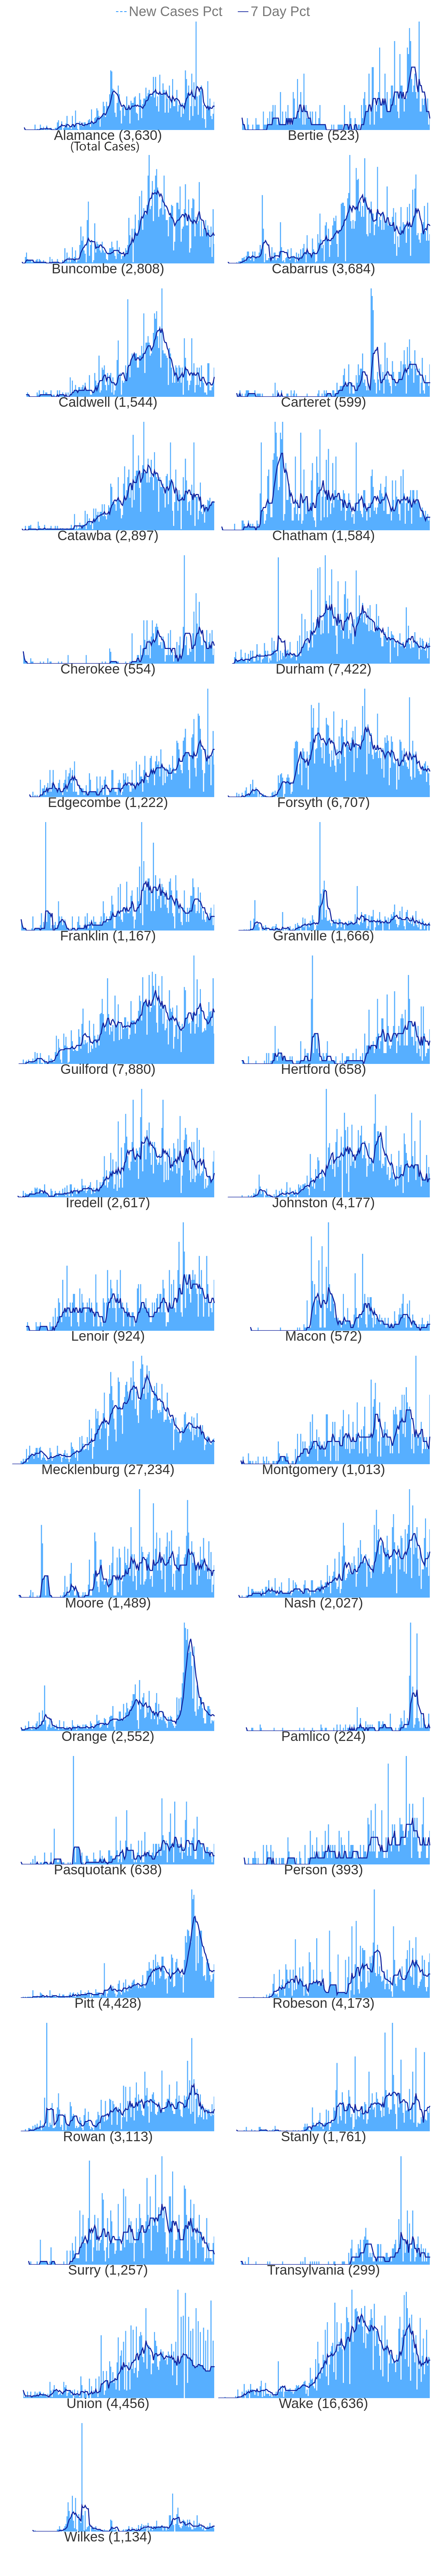 New Cases Pct 7 Day Pct
Alamance (3,630) Bertie (523)
(Total Cases)
Buncombe (2,808) Cabarrus (3,684)
Caldwell (1,544) Carteret (599)
Catawba (2,897) Chatham (1,584)
Cherokee (554) Durham (7,422)
Edgecombe (1,222) Forsyth (6,707)
Franklin (1,167) Granville (1,666)
Guilford (7,880) Hertford (658)
Iredell (2,617) Johnston (4,177)
Lenoir (924) Macon (572)
Mecklenburg (27,234) Montgomery (1,013)
Moore (1,489) Nash (2,027)
Orange (2,552) Pamlico (224)
Pasquotank (638) Person (393)
Pitt (4,428) Robeson (4,173)
Rowan (3,113) Stanly (1,761)
Surry (1,257) Transylvania (299)
Union (4,456) Wake (16,636)
Wilkes (1,134)